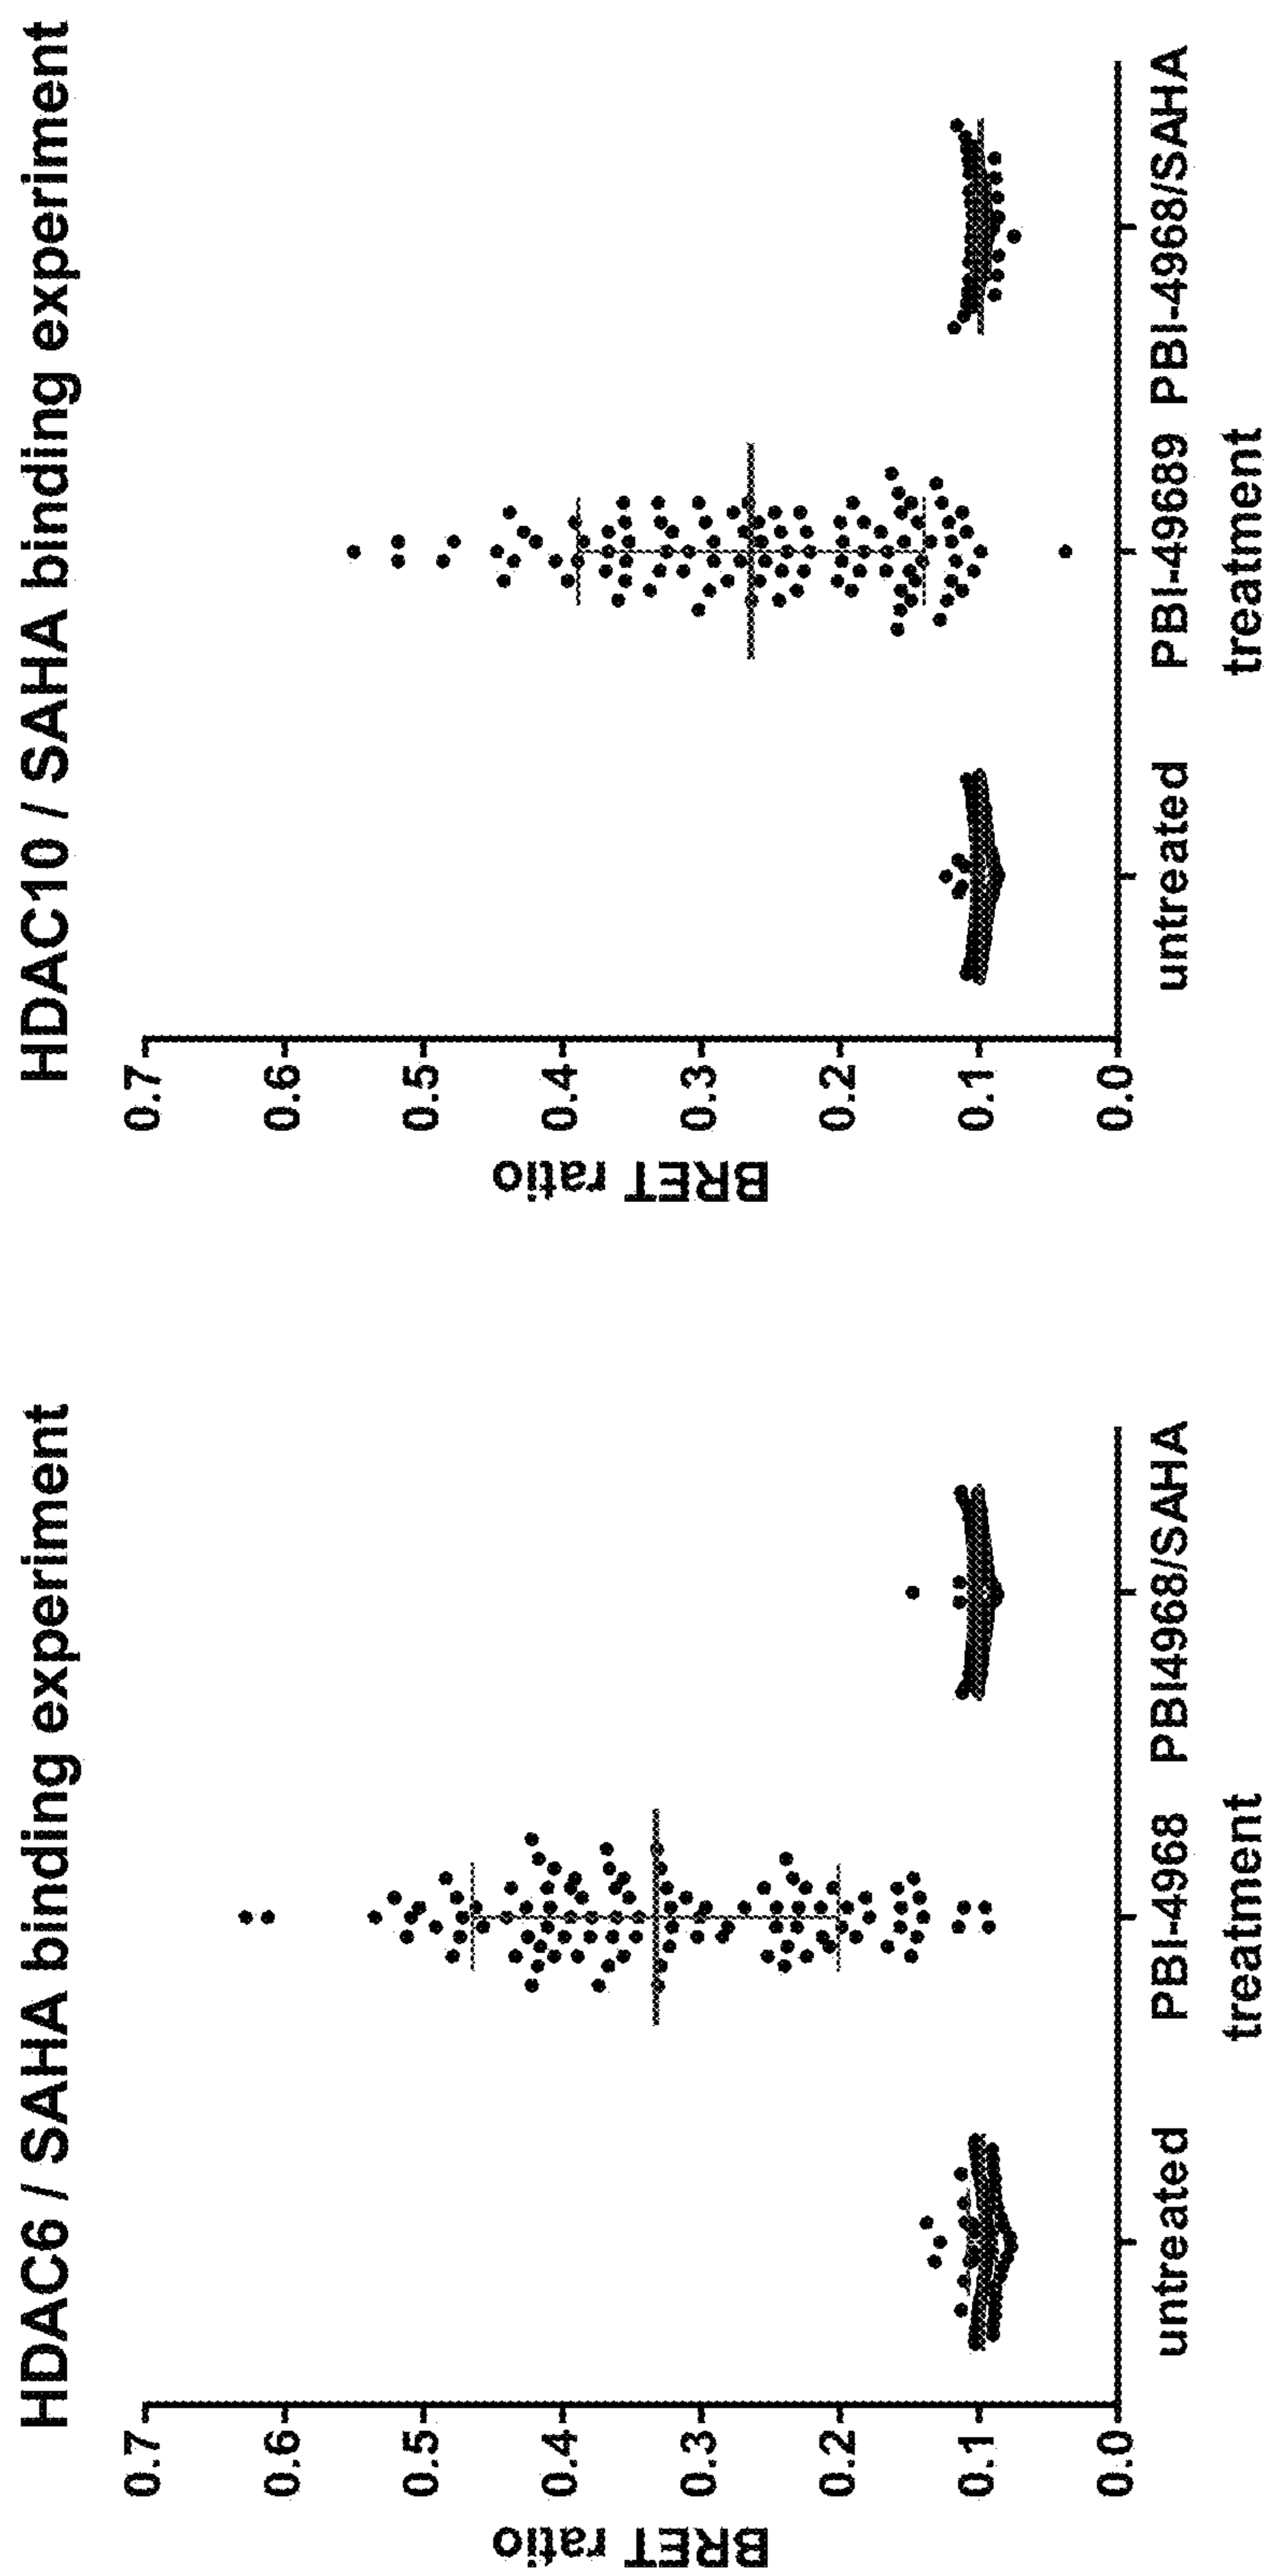 HDAC6 / SAHA binding experiment
BRET ratio
0.7
0.6
0.5
0.4
0.3
0.2
0.1
0.0
untreated PBI-4968 PBI4968/SAHA
treatment
HDAC10 / SAHA binding experiment
BRET ratio
0.7
0.6
0.5
0.4
0.3
0.2
0.1
0.0
untreated PBI-49689 PBI-4968/SAHA
treatment